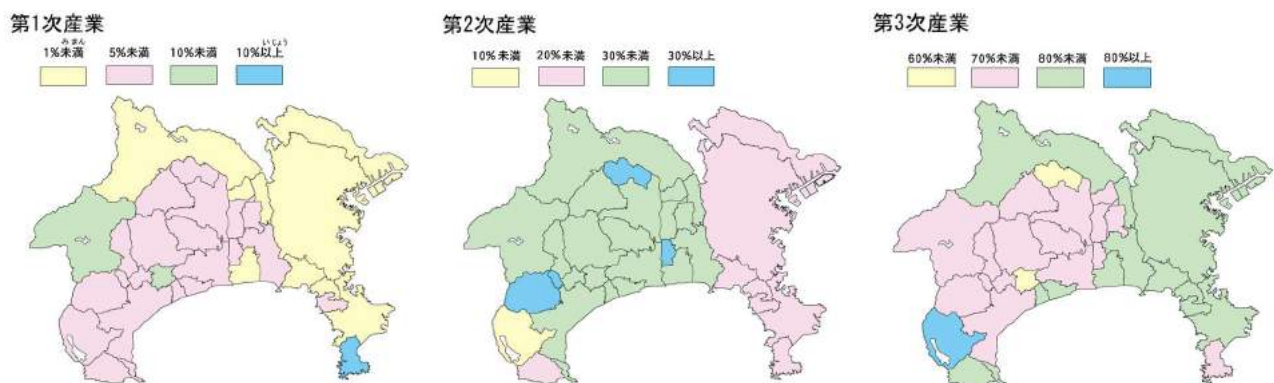 第1次産業
みまん
いじょう
1%未満 5%未満 10%未満 10%以上
第2次産業
10%未満 20%未満 30%未満 30%以上
第3次産業
60%未満 70%未満 80%未満 80%以上